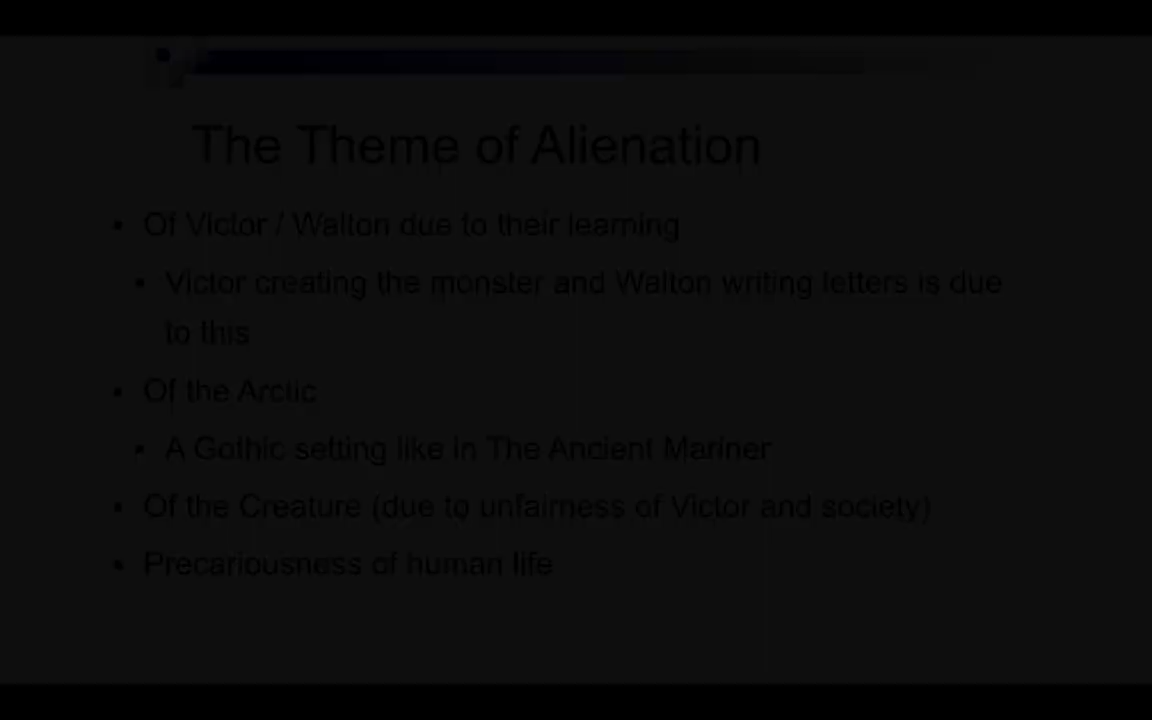 The Theme of Alienation
• Of Victor / Walton due to their learning
• Victor creating the monster and Walton writing letters is due
to this
• Of the Arctic
• A Gothic setting like in The Ancient Mariner
• Of the Creature (due to unfairness of Victor and society)
• Precariousness of human life